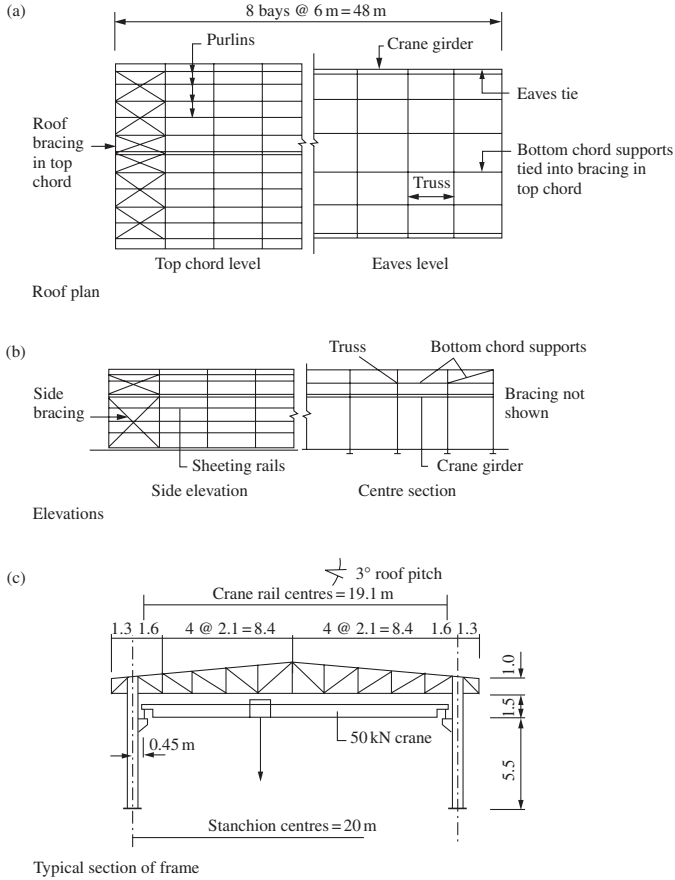 (a)
8 bays @ 6 m = 48 m
Purlins
Crane girder
Eaves tie
Roof
bracing
in top
chord
Bottom chord supports
tied into bracing in
top chord
Truss
Top chord level
Eaves level
Roof plan
(b)
Truss
Bottom chord supports
Side
bracing
Bracing not
shown
Sheeting rails
Crane girder
Side elevation
Centre section
Elevations
(c)
3° roof pitch
Crane rail centres = 19.1 m
1.3 1.6 4 @ 2.1 = 8.4 4 @ 2.1 = 8.4 1.6 1.3
1.0
1.5
50 kN crane
0.45 m
5.5
Stanchion centres = 20 m
Typical section of frame